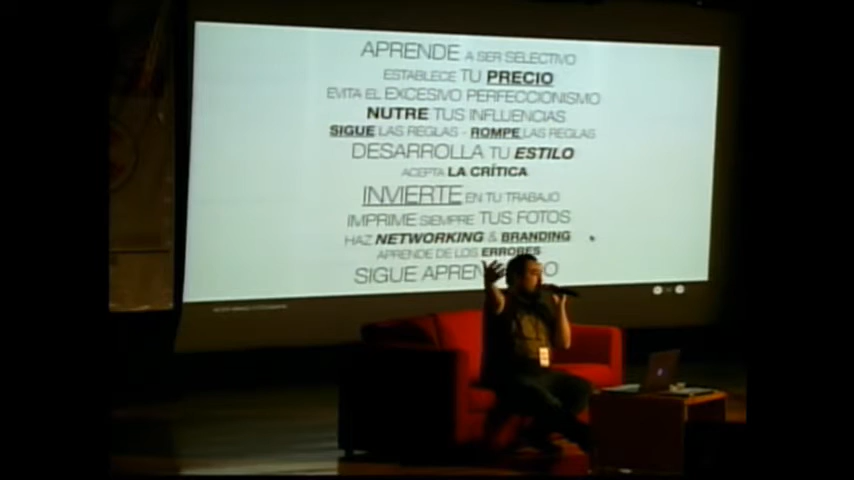 APRENDE A SER SELECTIVO
ESTABLECE TU PRECIO
EVITA EL EXCESIVO PERFECCIONISMO
NUTRE TUS INFLUENCIAS
SIGUE LAS REGLAS - ROMPE LAS REGLAS
DESARROLLA TU ESTILO
ACEPTA LA CRÍTICA
INVIERTE EN TU TRABAJO
IMPRIME SIEMPRE TUS FOTOS
HAZ NETWORKING & BRANDING
APRENDE DE LOS ERRORES
SIGUE